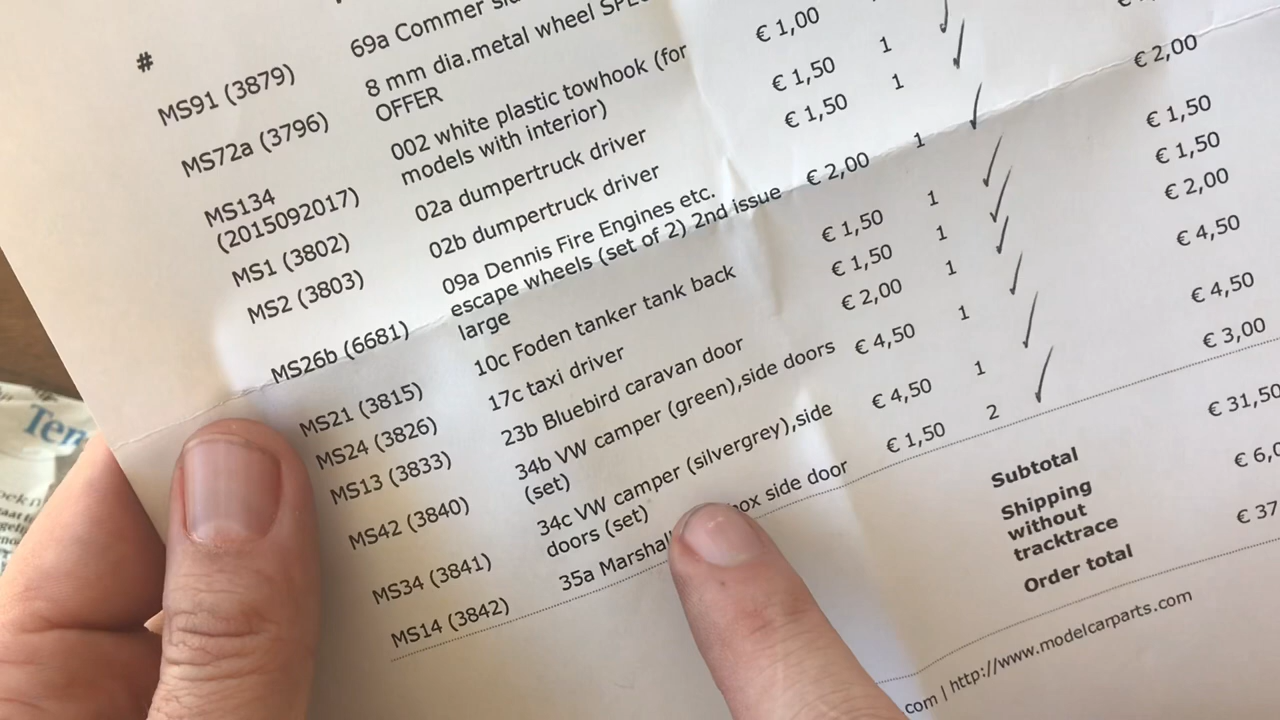 #
MS91 (3879) 69a Commer
MS72a (3796) 8 mm dia.metal wheel
OFFER
MS134 002 white plastic towhook (for € 1,00
(2015092017) models with interior)
MS1 (3802) 02a dumpertruck driver € 1,50 1
MS2 (3803) 02b dumpertruck driver € 1,50 1
MS26b (6681) 09a Dennis Fire Engines etc. € 2,00 1 € 2,00
escape wheels (set of 2) 2nd issue
large
MS21 (3815) 10c Foden tanker tank back € 1,50 1 € 1,50
MS24 (3826) 17c taxi driver € 1,50 1 € 1,50
MS13 (3833) 23b Bluebird caravan door € 2,00 1 € 2,00
MS42 (3840) 34b VW camper (green),side doors € 4,50 1 € 4,50
(set)
MS34 (3841) 34c VW camper (silvergrey),side € 4,50 1 € 4,50
doors (set)
MS14 (3842) 35a Marshall side door € 1,50 2 € 3,00
Subtotal € 31,50
Shipping € 6,0
without
tracktrace
Order total € 37
com | http://www.modelcarparts.com
Ten